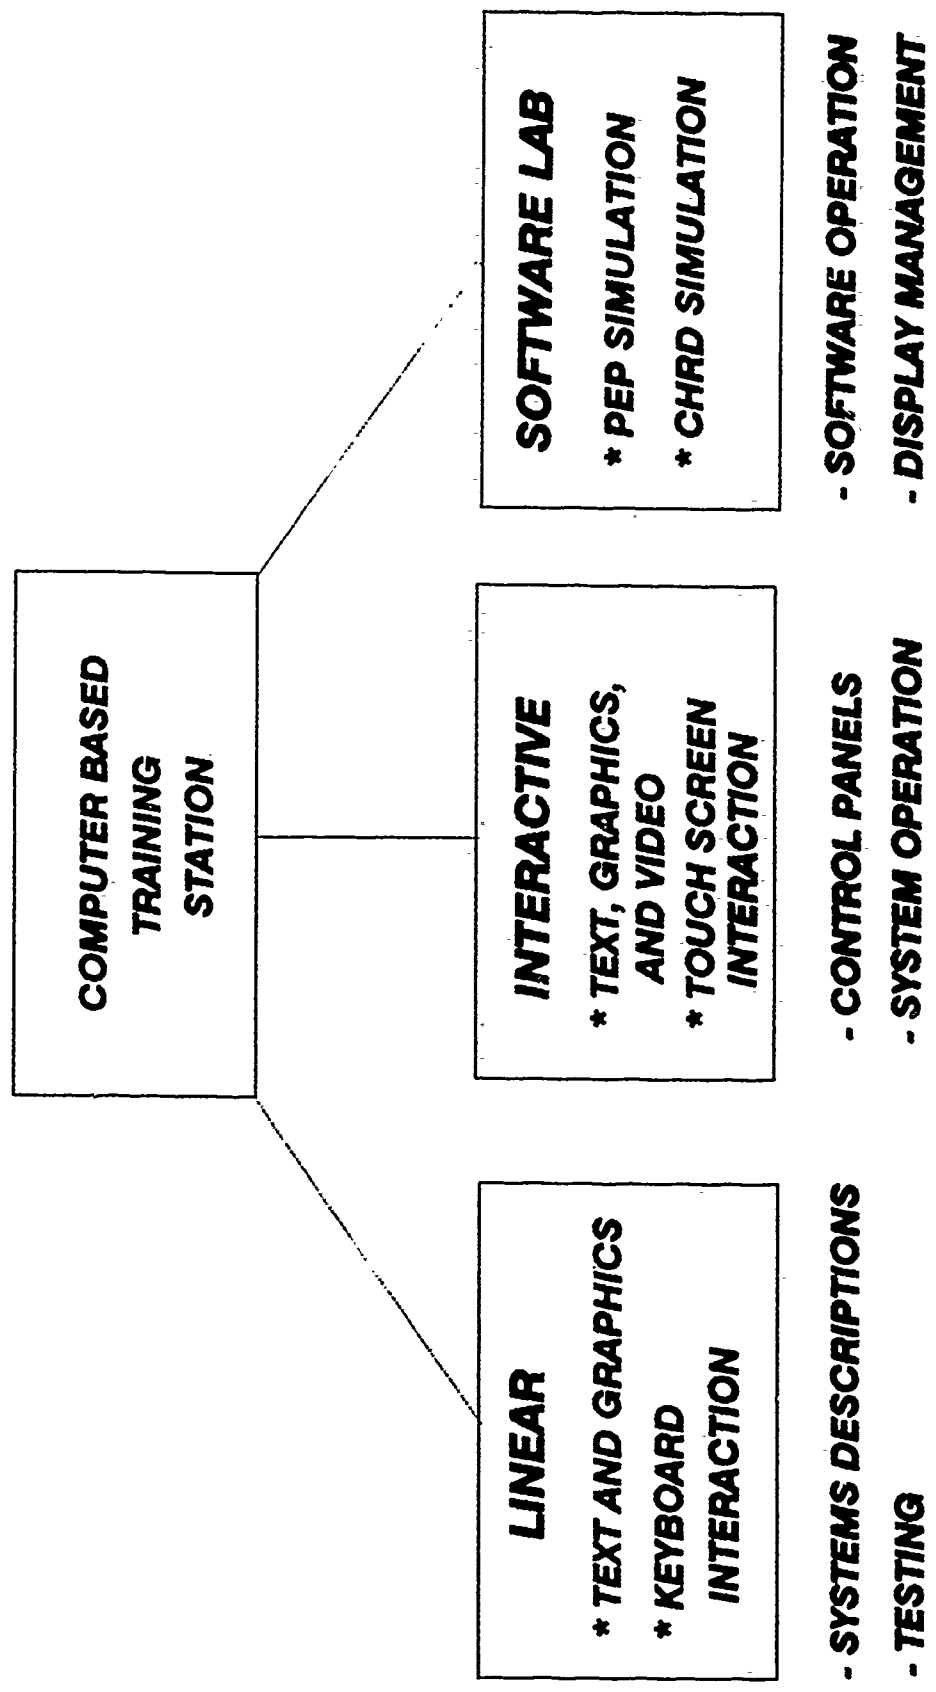 COMPUTER BASED
TRAINING
STATION
LINEAR
* TEXT AND GRAPHICS
* KEYBOARD
INTERACTION
- SYSTEMS DESCRIPTIONS
- TESTING
INTERACTIVE
* TEXT, GRAPHICS,
AND VIDEO
* TOUCH SCREEN
INTERACTION
- CONTROL PANELS
- SYSTEM OPERATION
SOFTWARE LAB
* PEP SIMULATION
* CHRD SIMULATION
- SOFTWARE OPERATION
- DISPLAY MANAGEMENT